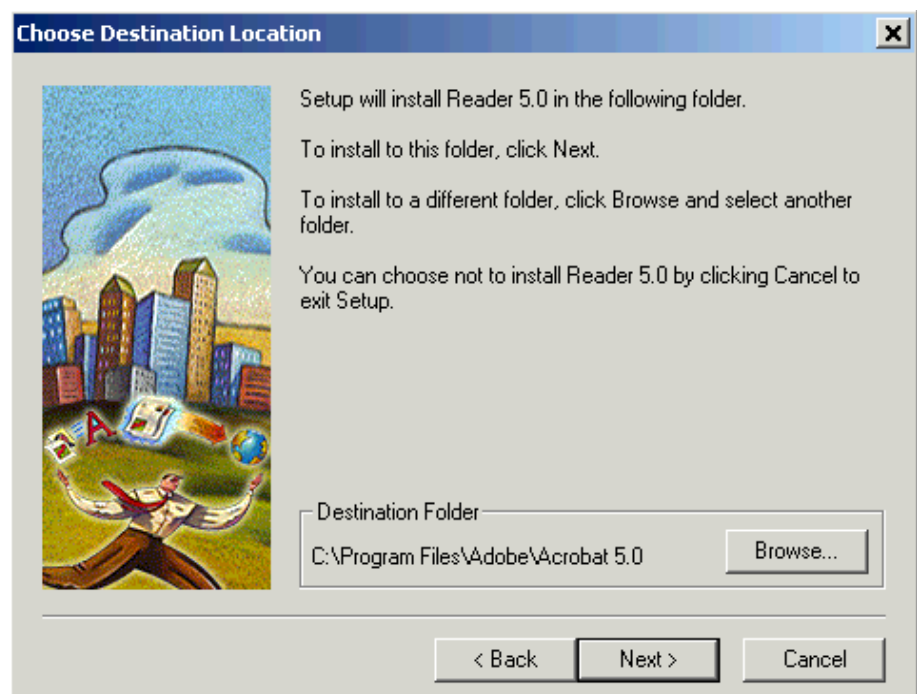 Choose Destination Location
Setup will install Reader 5.0 in the following folder.
To install to this folder, click Next.
To install to a different folder, click Browse and select another
folder.
You can choose not to install Reader 5.0 by clicking Cancel to
exit Setup.
A
Destination Folder
C:\Program Files\Adobe\Acrobat 5.0
Browse...
< Back
Next >
Cancel